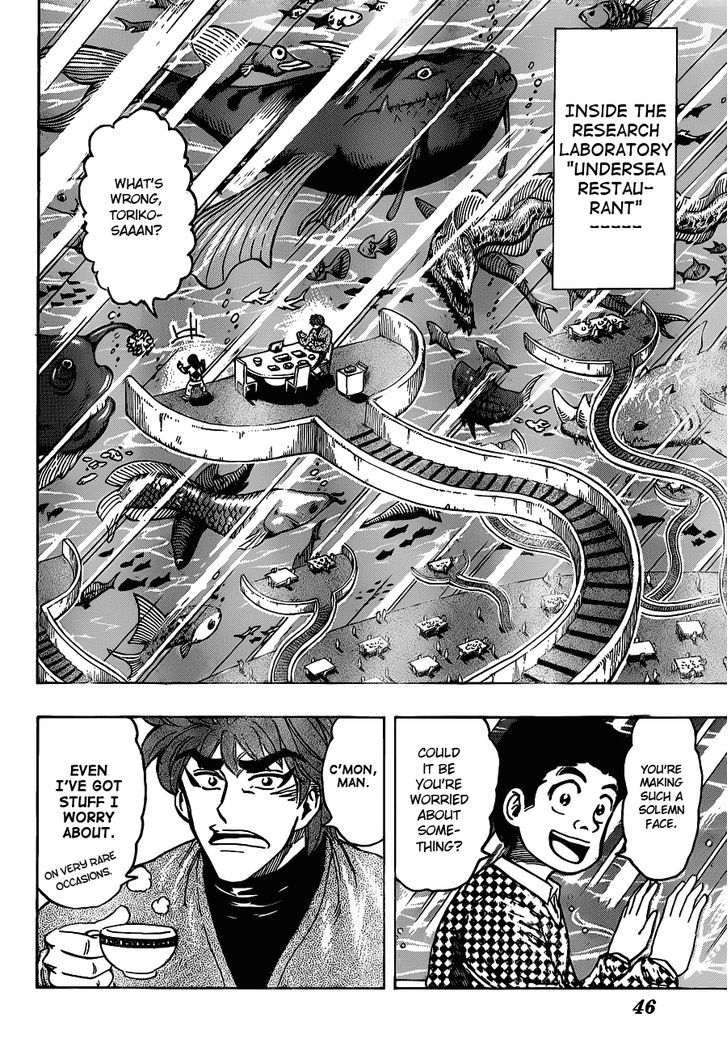 INSIDE THE
RESEARCH
LABORATORY
"UNDERSEA
RESTAU-
RANT"
WHAT'S
WRONG,
TORIKO-
SAAAN?
YOU'RE
MAKING
SUCH A
SOLEMN
FACE.
COULD
IT BE
YOU'RE
WORRIED
ABOUT
SOME-
THING?
C'MON,
MAN.
EVEN
I'VE GOT
STUFF I
WORRY
ABOUT.
ON VERY RARE
OCCASIONS.
46